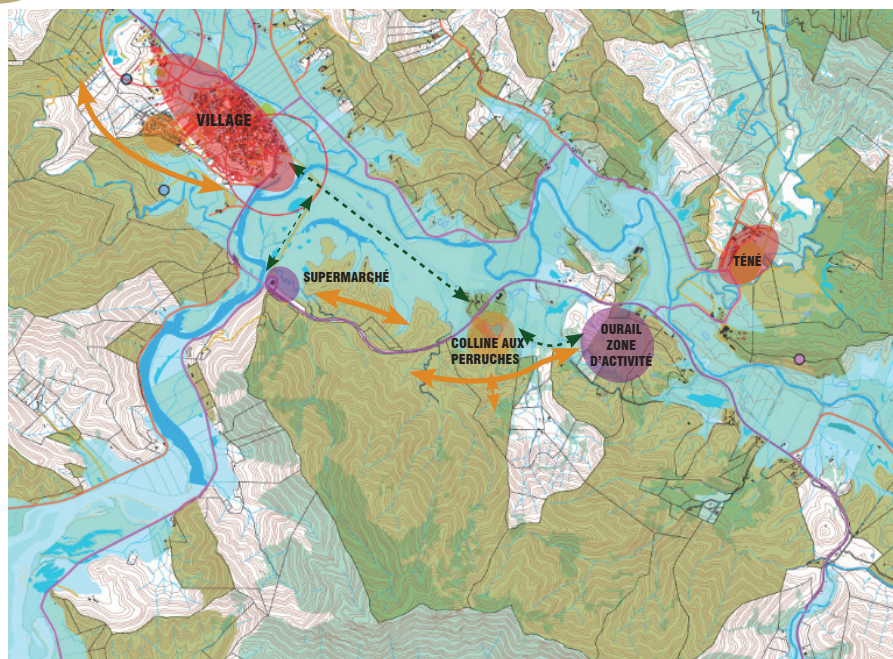 VILLAGE
TÉNÉ
SUPERMARCHÉ
OURAIL
ZONE
D'ACTIVITÉ
COLLINE AUX
PERRUCHES